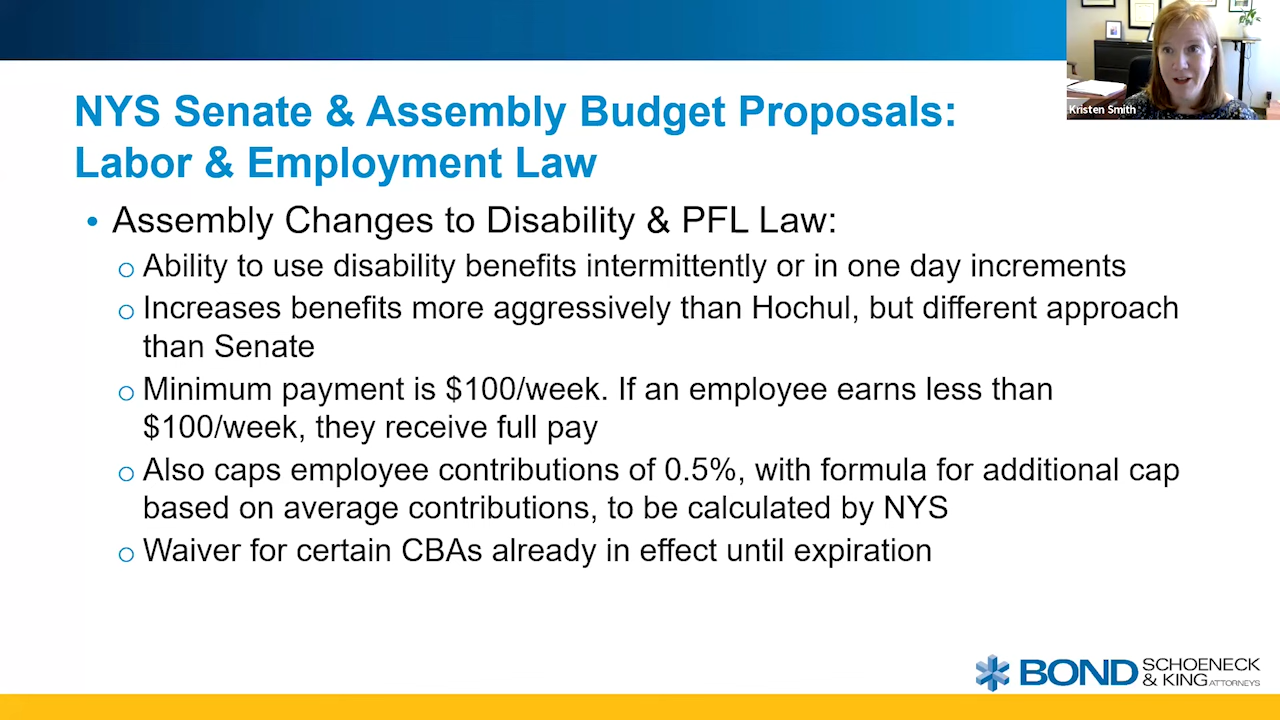 Kristen Smith
NYS Senate & Assembly Budget Proposals:
Labor & Employment Law
• Assembly Changes to Disability & PFL Law:
o Ability to use disability benefits intermittently or in one day increments
o Increases benefits more aggressively than Hochul, but different approach
than Senate
o Minimum payment is $100/week. If an employee earns less than
$100/week, they receive full pay
o Also caps employee contributions of 0.5%, with formula for additional cap
based on average contributions, to be calculated by NYS
o Waiver for certain CBAs already in effect until expiration
BOND SCHOENECK
& KING ATTORNEYS